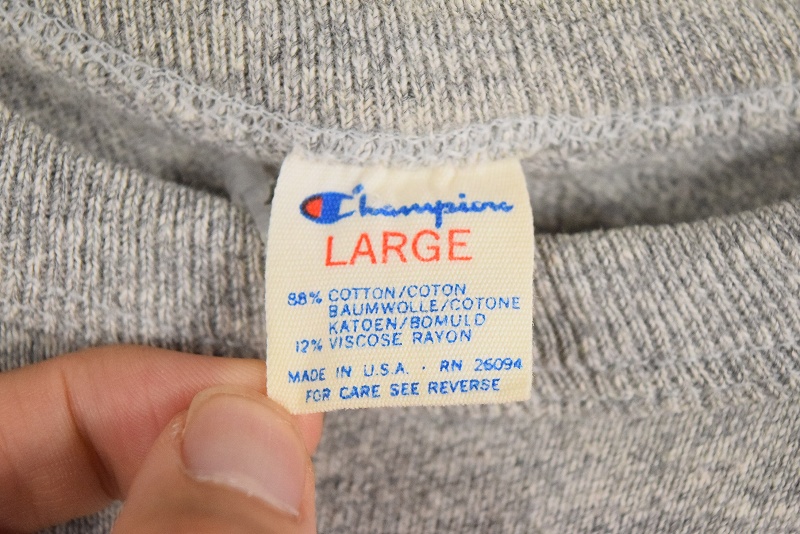 Champion
LARGE
88% COTTON/COTON
BAUMWOLLE/COTONE
KATOEN/BOMULD
12% VISCOSE RAYON
MADE IN U.S.A. · RN 26094
FOR CARE SEE REVERSE